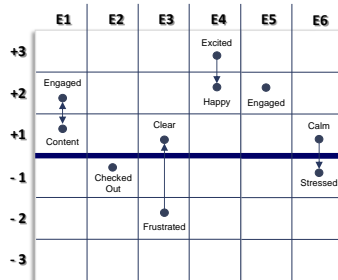 E1 E2 E3 E4 E5 E6
+3
Excited
+2
Engaged
Happy
Engaged
+1
Content
Clear
Calm
- 1
Checked
Out
Stressed
- 2
Frustrated
- 3